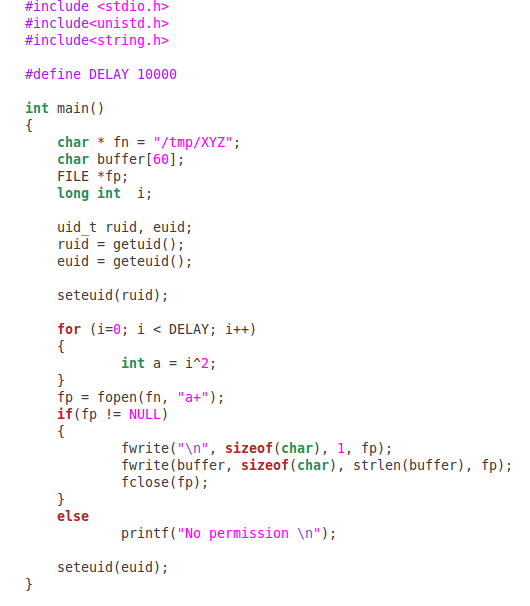 #include <stdio.h>
#include<unistd.h>
#include<string.h>

#define DELAY 10000

int main()
{
    char * fn = "/tmp/XYZ";
    char buffer[60];
    FILE *fp;
    long int  i;

    uid_t ruid, euid;
    ruid = getuid();
    euid = geteuid();

    seteuid(ruid);

    for (i=0; i < DELAY; i++)
    {
            int a = i^2;
    }
    fp = fopen(fn, "a+");
    if(fp != NULL)
    {
            fwrite("\n", sizeof(char), 1, fp);
            fwrite(buffer, sizeof(char), strlen(buffer), fp);
            fclose(fp);
    }
    else
            printf("No permission \n");

    seteuid(euid);
}